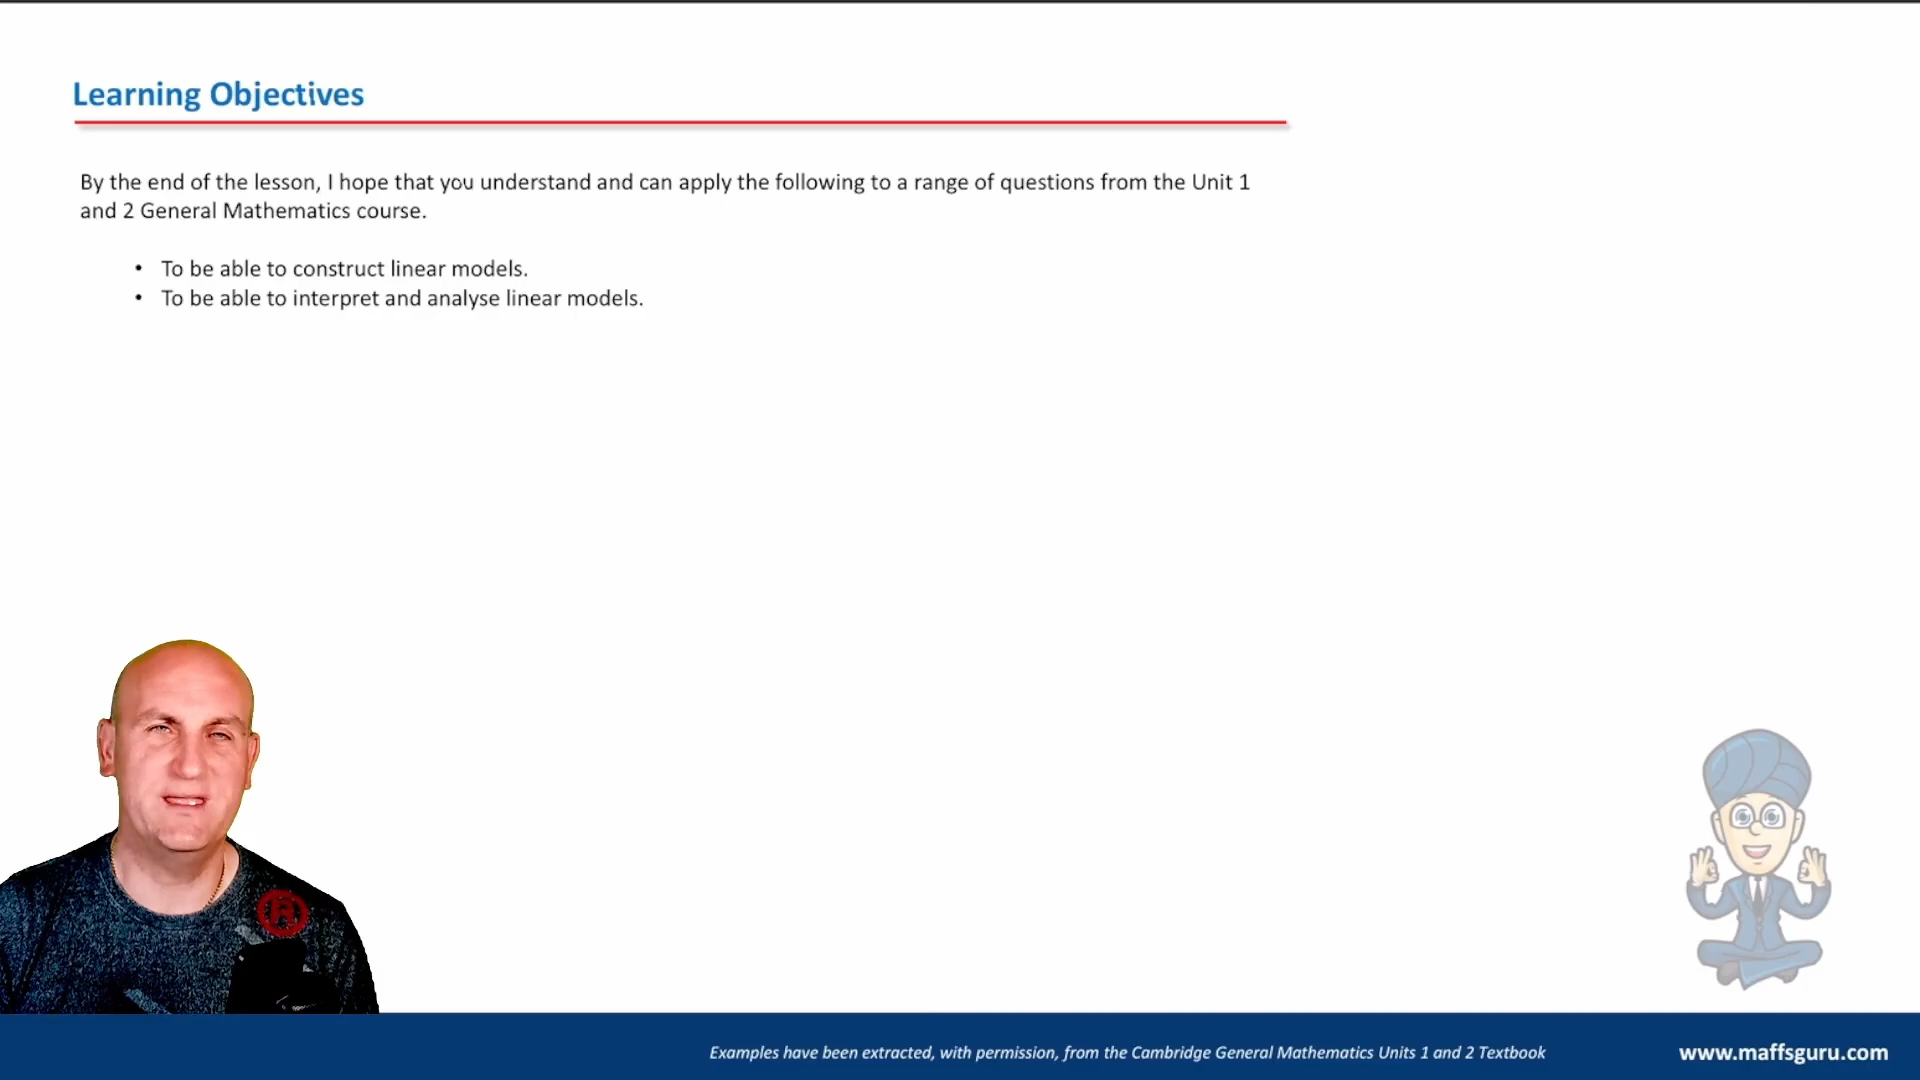 Learning Objectives
By the end of the lesson, I hope that you understand and can apply the following to a range of questions from the Unit 1
and 2 General Mathematics course.
• To be able to construct linear models.
• To be able to interpret and analyse linear models.
Examples have been extracted, with permission, from the Cambridge General Mathematics Units 1 and 2 Textbook
www.maffsguru.com